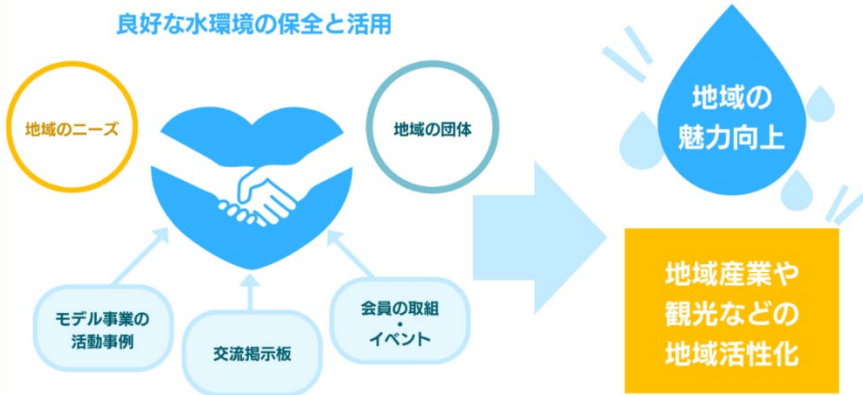 良好な水環境の保全と活用
地域のニーズ
地域の団体
モデル事業の
活動事例
交流掲示板
会員の取組
・
イベント
地域の
魅力向上
地域産業や
観光などの
地域活性化